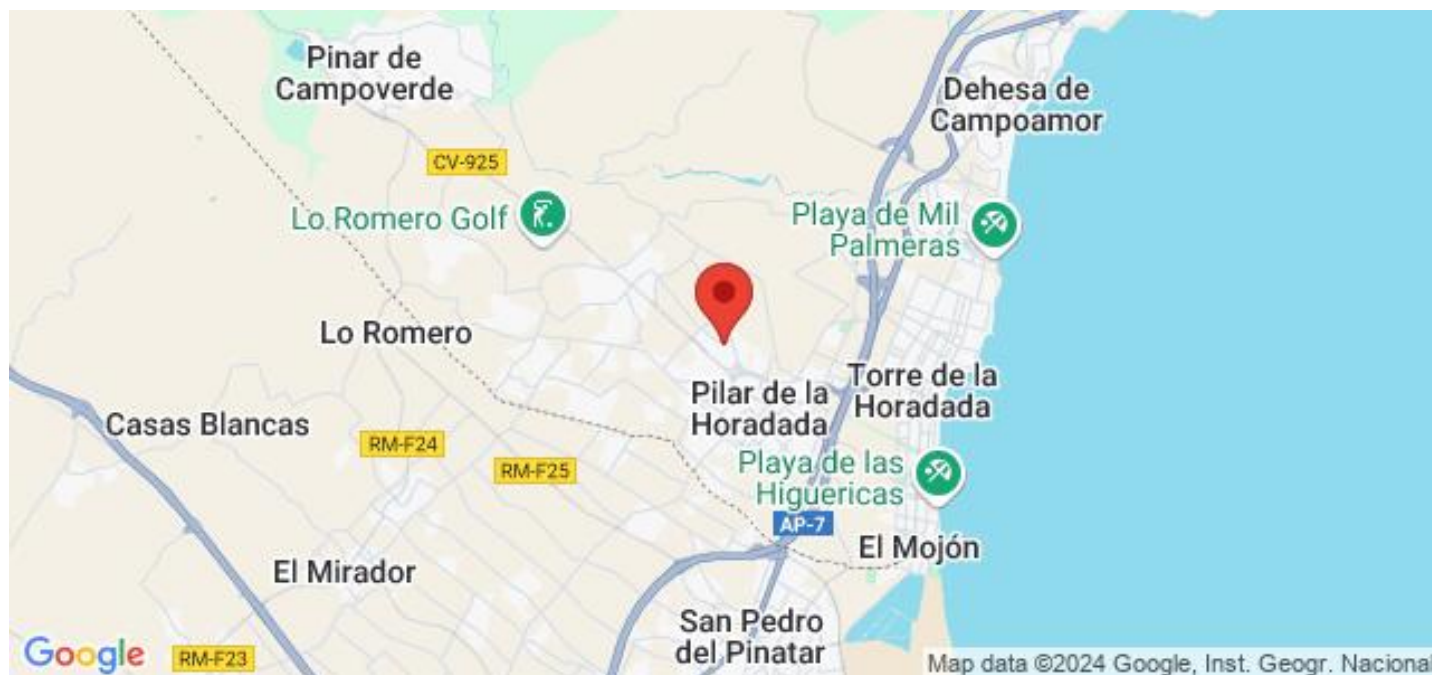 Pinar de
Campoverde
Dehesa de
Campoamor
CV-925
Lo Romero Golf
Playa de Mil
Palmeras
Lo Romero
Pilar de la
Horadada
Torre de la
Horadada
Casas Blancas
RM-F24
RM-F25
Playa de las
Higuericas
AP-7
El Mojón
El Mirador
San Pedro
del Pinatar
Google
RM-F23
Map data ©2024 Google, Inst. Geogr. Nacional